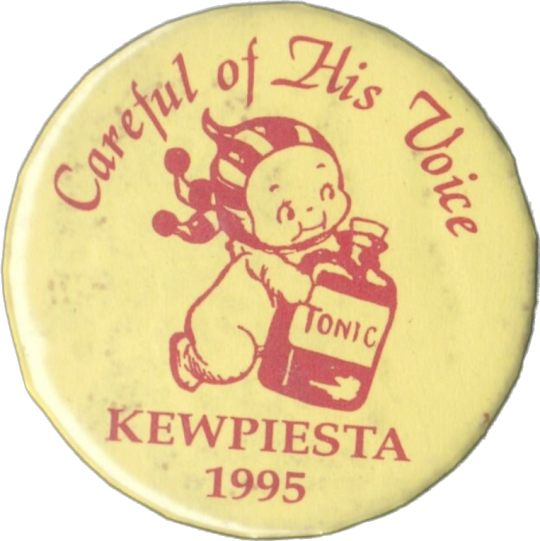 Careful of His Voice
TONIC
KEWPIESTA
1995